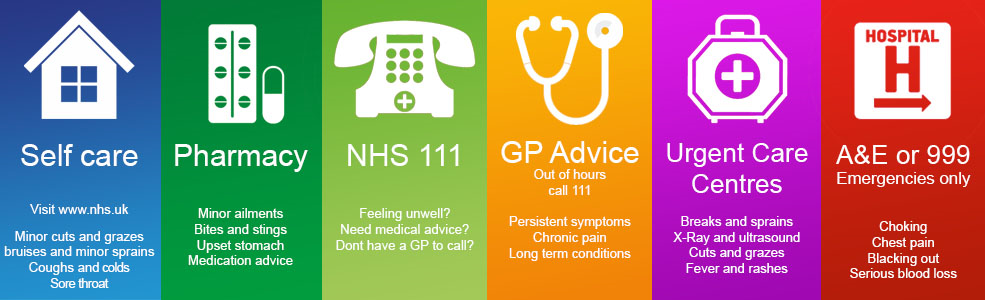 Self care
Visit www.nhs.uk
Minor cuts and grazes
bruises and minor sprains
Coughs and colds
Sore throat
Pharmacy
Minor ailments
Bites and stings
Upset stomach
Medication advice
NHS 111
Feeling unwell?
Need medical advice?
Dont have a GP to call?
GP Advice
Out of hours
call 111
Persistent symptoms
Chronic pain
Long term conditions
Urgent Care
Centres
Breaks and sprains
X-Ray and ultrasound
Cuts and grazes
Fever and rashes
HOSPITAL
H
A&E or 999
Emergencies only
Choking
Chest pain
Blacking out
Serious blood loss